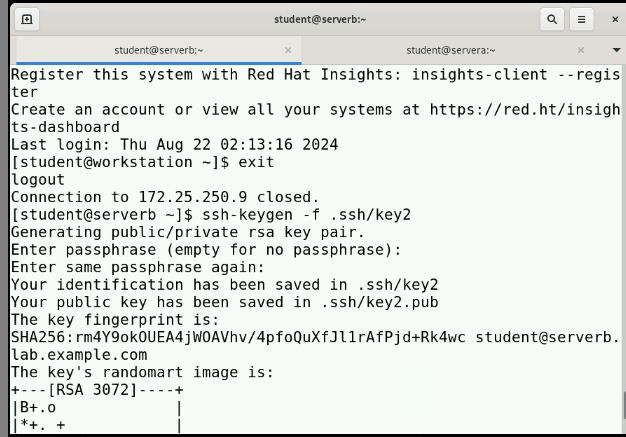 student@serverb:~
student@serverb:~
student@servera:~
Register this system with Red Hat Insights: insights-client --regis
ter
Create an account or view all your systems at https://red.ht/insigh
ts-dashboard
Last login: Thu Aug 22 02:13:16 2024
[student@workstation ~]$ exit
logout
Connection to 172.25.250.9 closed.
[student@serverb ~]$ ssh-keygen -f .ssh/key2
Generating public/private rsa key pair.
Enter passphrase (empty for no passphrase):
Enter same passphrase again:
Your identification has been saved in .ssh/key2
Your public key has been saved in .ssh/key2.pub
The key fingerprint is:
SHA256:rm4Y9okOUEA4jWOAVhv/4pfoQuXfJl1rAfPjd+Rk4wc student@serverb.
lab.example.com
The key's randomart image is:
+---[RSA 3072]----+
|B+.o             |
|*+. +            |